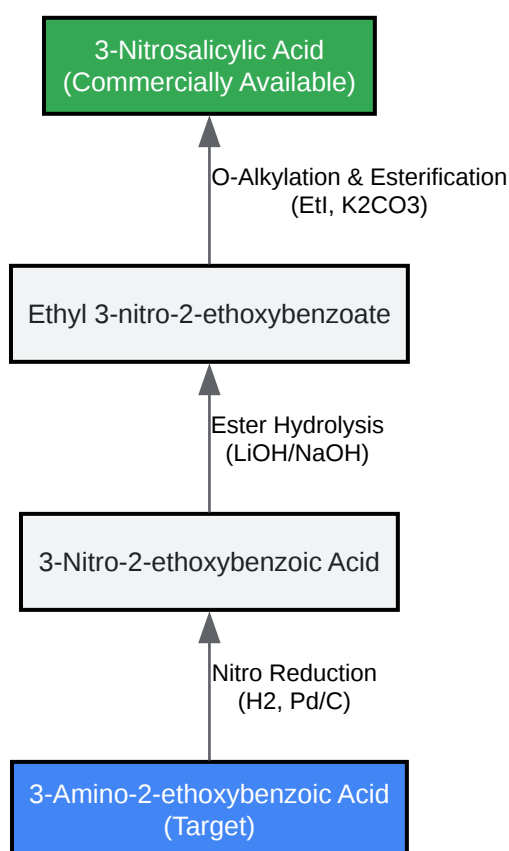 3-Nitrosalicylic Acid
(Commercially Available)
O-Alkylation & Esterification
(EtI, K2CO3)
Ethyl 3-nitro-2-ethoxybenzoate
Ester Hydrolysis
(LiOH/NaOH)
3-Nitro-2-ethoxybenzoic Acid
Nitro Reduction
(H2, Pd/C)
3-Amino-2-ethoxybenzoic Acid
(Target)